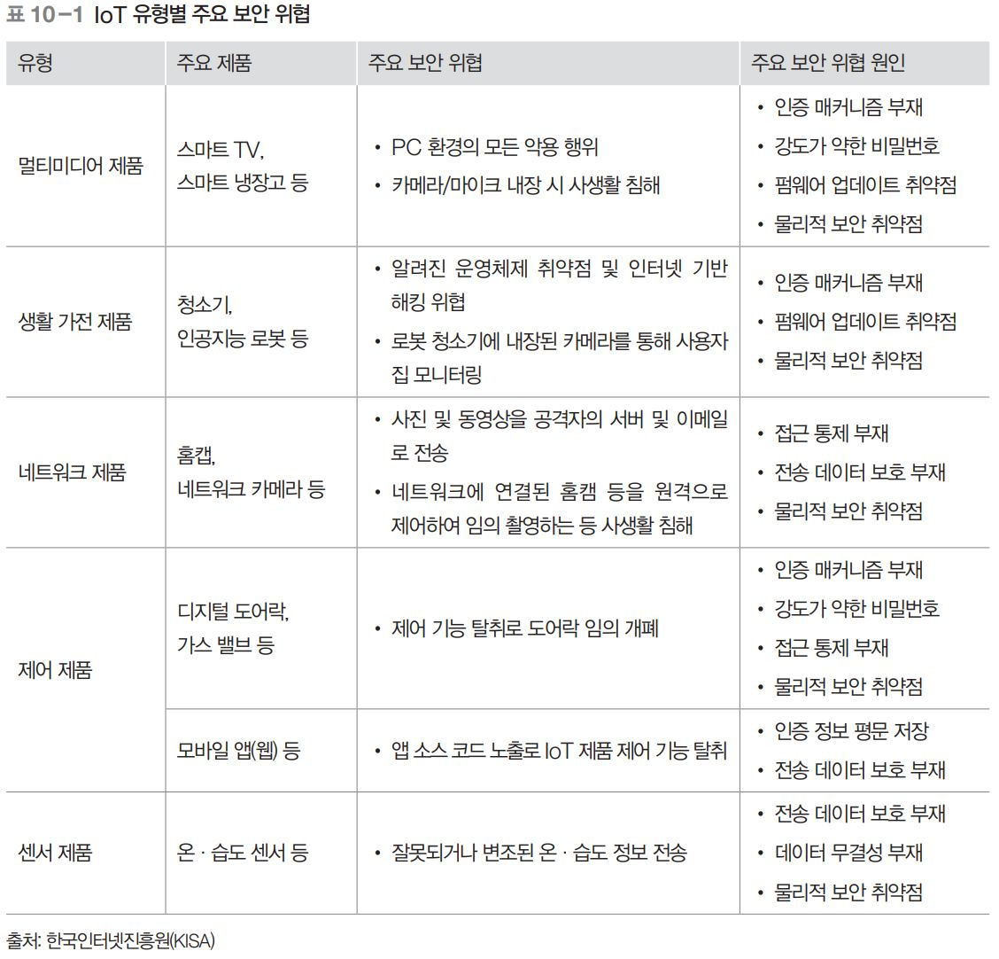 표 10-1 IoT 유형별 주요 보안 위협
유형 주요 제품 주요 보안 위협 주요 보안 위협 원인
멀티미디어 제품
스마트 TV,
스마트 냉장고 등
• PC 환경의 모든 악용 행위
• 카메라/마이크 내장 시 사생활 침해
• 인증 매커니즘 부재
• 강도가 약한 비밀번호
• 펌웨어 업데이트 취약점
• 물리적 보안 취약점
생활 가전 제품
청소기,
인공지능 로봇 등
• 알려진 운영체제 취약점 및 인터넷 기반
해킹 위협
• 로봇 청소기에 내장된 카메라를 통해 사용자
집 모니터링
• 인증 매커니즘 부재
• 펌웨어 업데이트 취약점
• 물리적 보안 취약점
네트워크 제품
홈캡,
네트워크 카메라 등
• 사진 및 동영상을 공격자의 서버 및 이메일
로 전송
• 네트워크에 연결된 홈캠 등을 원격으로
제어하여 임의 촬영하는 등 사생활 침해
• 접근 통제 부재
• 전송 데이터 보호 부재
• 물리적 보안 취약점
제어 제품
디지털 도어락,
가스 밸브 등
• 제어 기능 탈취로 도어락 임의 개폐
• 인증 매커니즘 부재
• 강도가 약한 비밀번호
• 접근 통제 부재
• 물리적 보안 취약점
모바일 앱(웹) 등
• 앱 소스 코드 노출로 IoT 제품 제어 기능 탈취
• 인증 정보 평문 저장
• 전송 데이터 보호 부재
센서 제품
온·습도 센서 등
• 잘못되거나 변조된 온·습도 정보 전송
• 전송 데이터 보호 부재
• 데이터 무결성 부재
• 물리적 보안 취약점
출처: 한국인터넷진흥원(KISA)